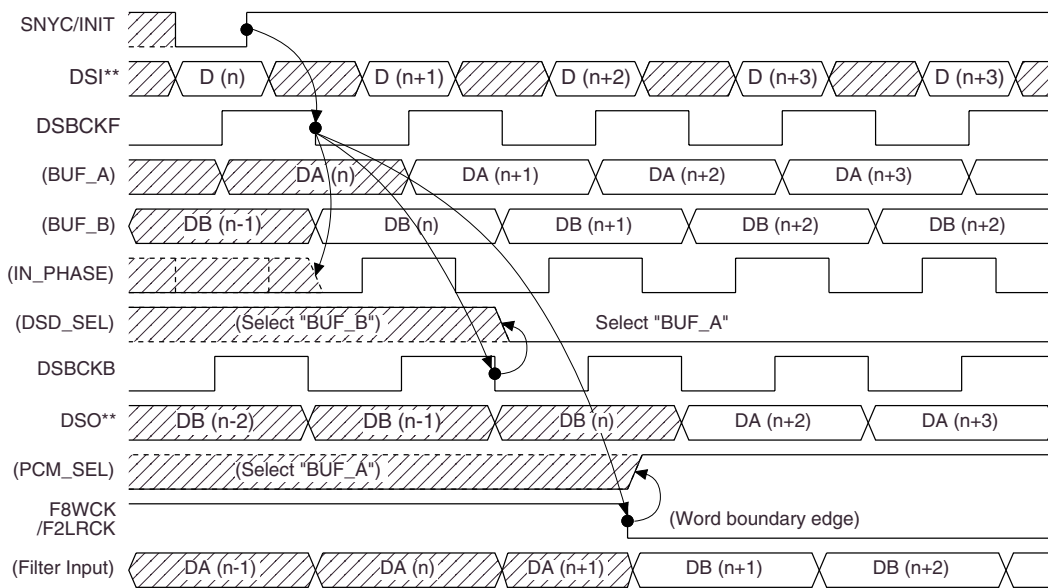 SNYC/INIT
DSI** D (n) D (n+1) D (n+2) D (n+3) D (n+3)
DSBCKF
(BUF_A) DA (n) DA (n+1) DA (n+2) DA (n+3)
(BUF_B) DB (n-1) DB (n) DB (n+1) DB (n+2) DB (n+2)
(IN_PHASE)
(DSD_SEL) (Select "BUF_B") Select "BUF_A"
DSBCKB
DSO** DB (n-2) DB (n-1) DB (n) DA (n+2) DA (n+3)
(PCM_SEL) (Select "BUF_A")
F8WCK
/F2LRCK (Word boundary edge)
(Filter Input) DA (n-1) DA (n) DA (n+1) DB (n+1) DB (n+2)